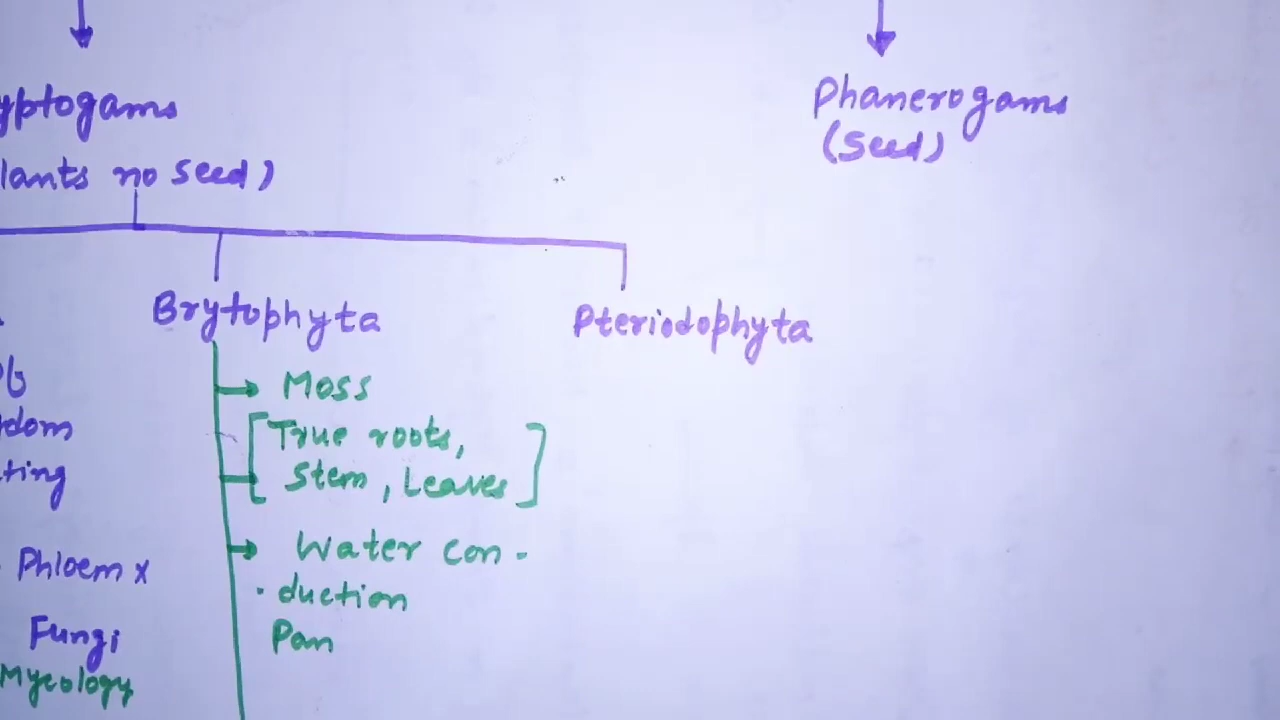 yptogams
Phanerogams
(Seed)
lants no seed)
Brytophyta
Pteriodophyta
Moss
dom
True roots,
ting
Stem, Leaves
Water con.
Phloem x
.duction
Fungi
Pan
Mycology